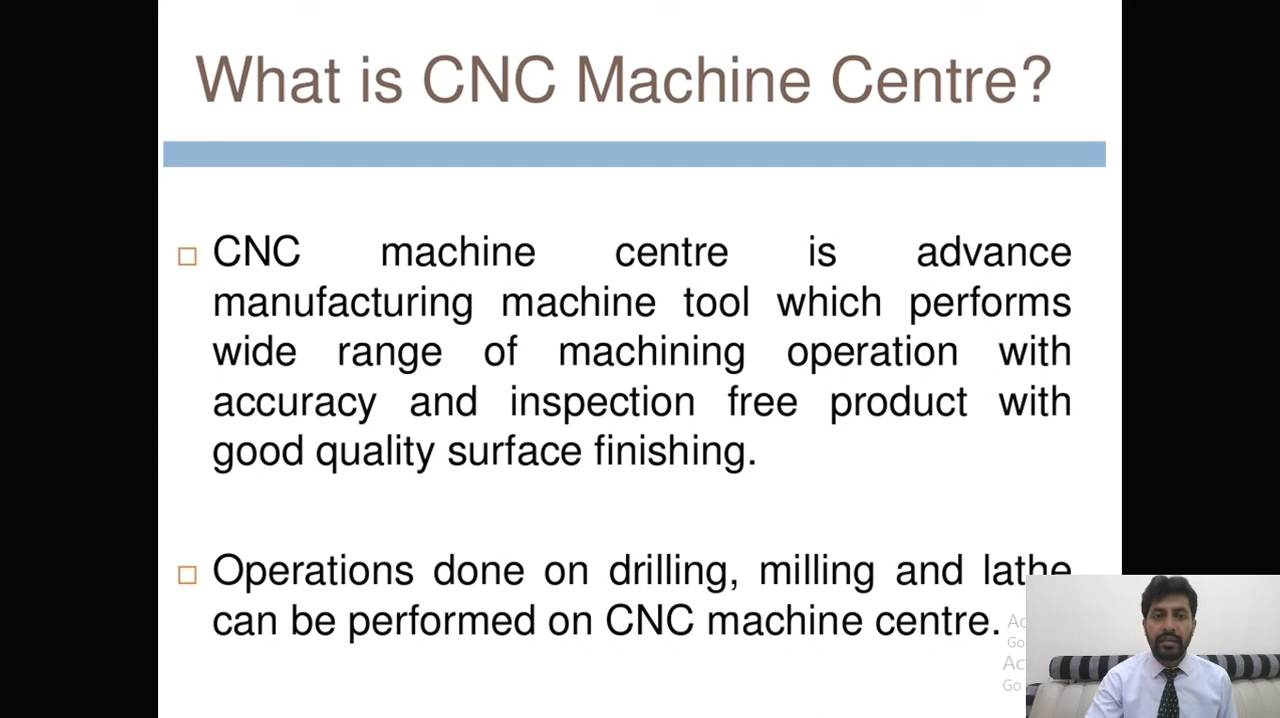 What is CNC Machine Centre?
CNC machine centre is advance
manufacturing machine tool which performs
wide range of machining operation with
accuracy and inspection free product with
good quality surface finishing.
Operations done on drilling, milling and lathe
can be performed on CNC machine centre.
Go
Go